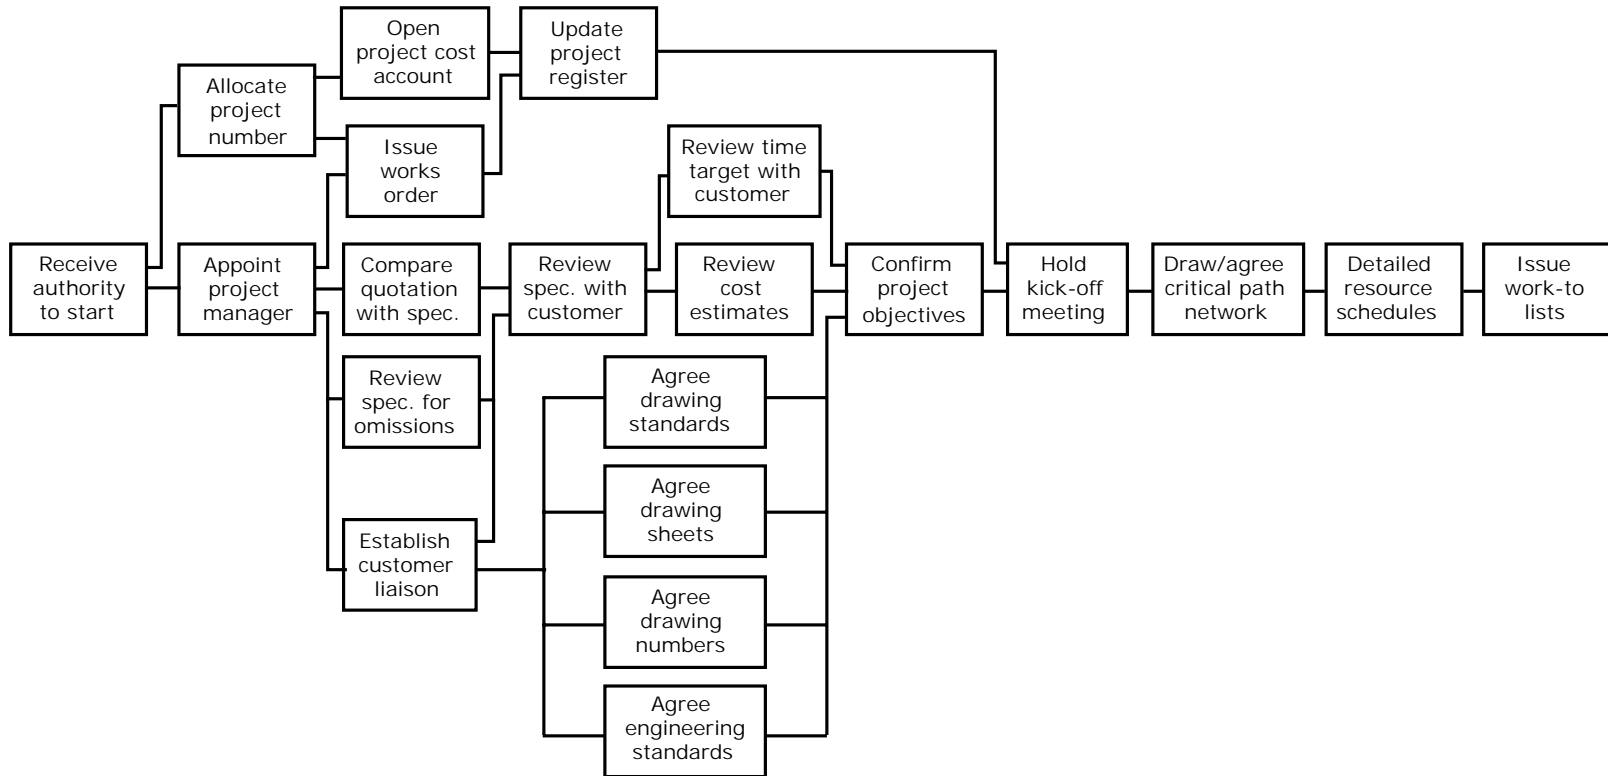 Open
project cost
account
Update
project
register
Allocate
project
number
Issue
works
order
Review time
target with
customer
Receive
authority
to start
Appoint
project
manager
Compare
quotation
with spec.
Review
spec. with
customer
Review
cost
estimates
Confirm
project
objectives
Hold
kick-off
meeting
Draw/agree
critical path
network
Detailed
resource
schedules
Issue
work-to
lists
Review
spec. for
omissions
Agree
drawing
standards
Agree
drawing
sheets
Establish
customer
liaison
Agree
drawing
numbers
Agree
engineering
standards